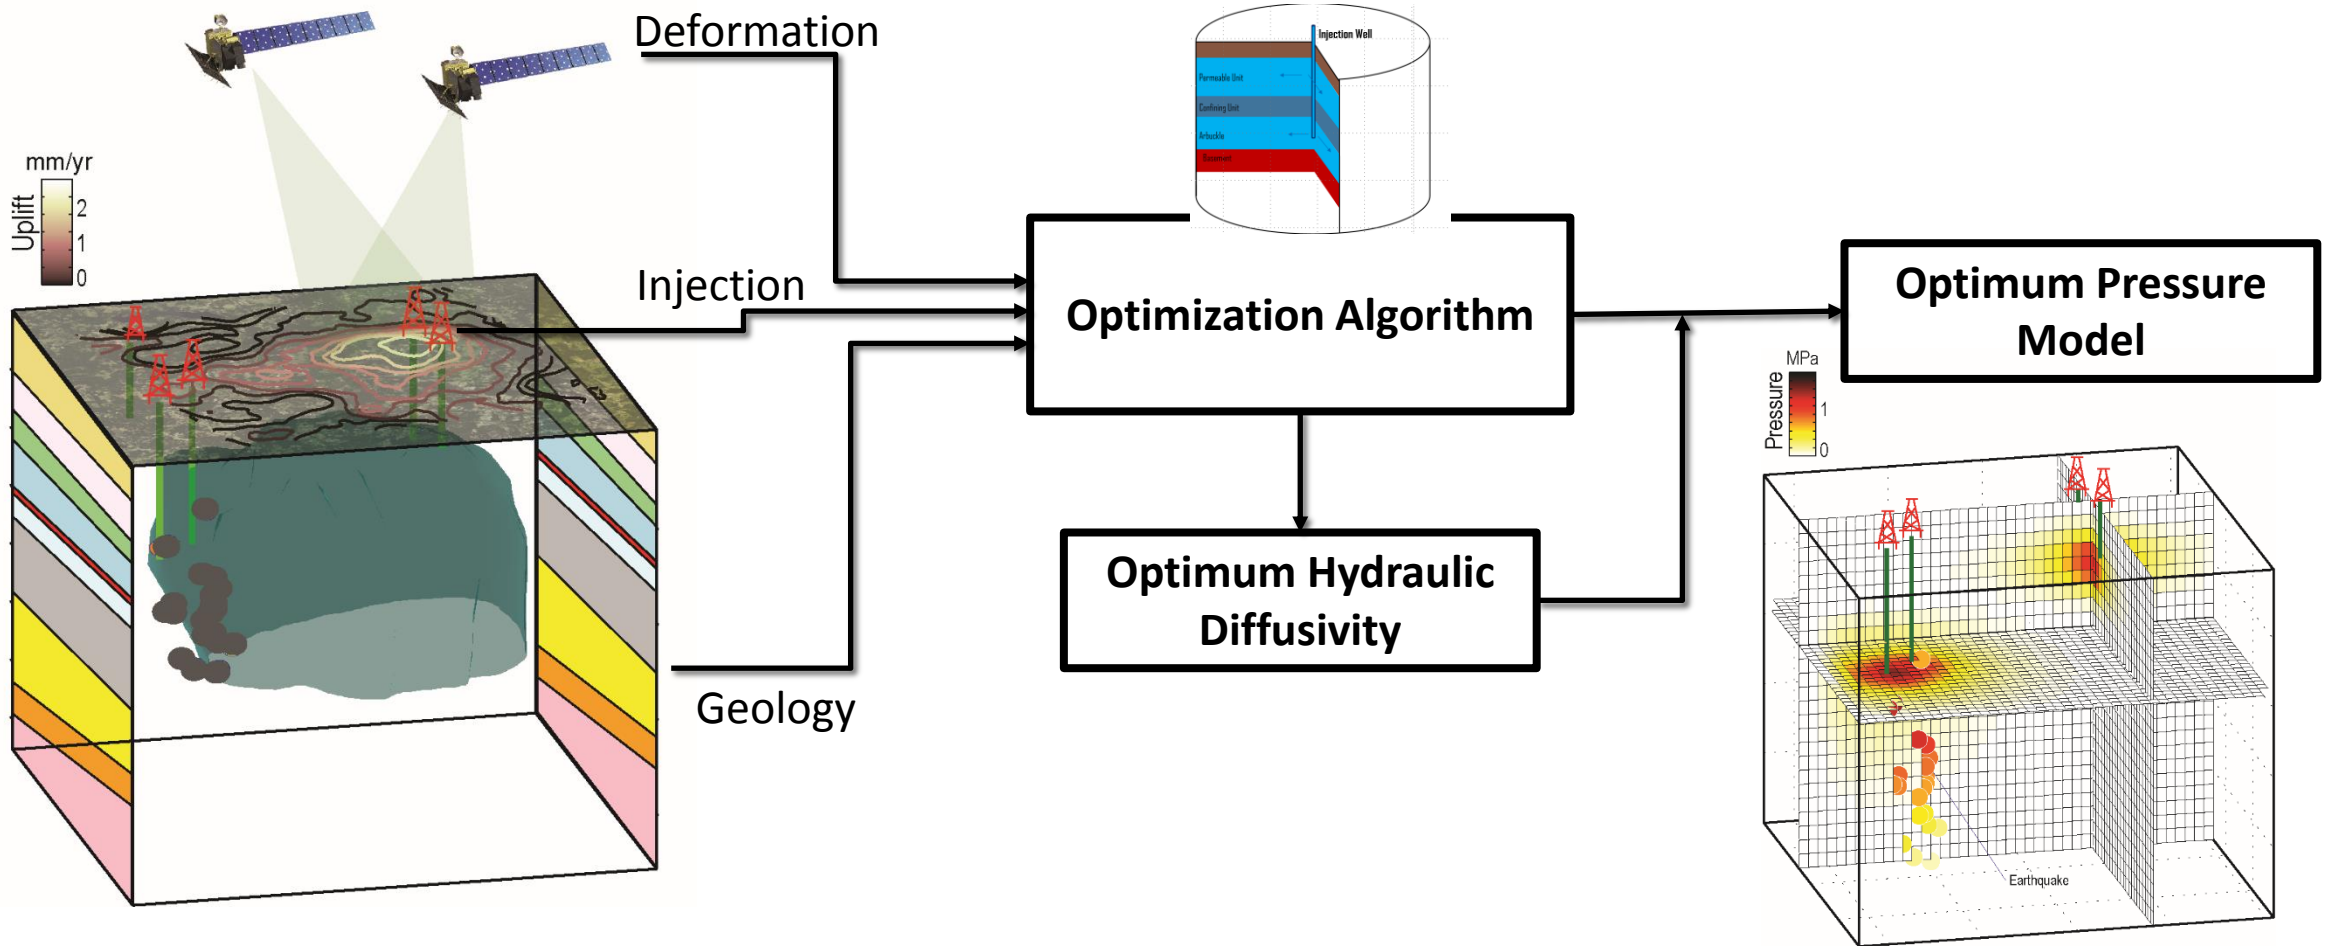 Deformation
Injection Well
Permeable Unit
Confining Unit
Arbuckle
Basement
mm/yr
Uplift
2
1
0
Injection
Optimization Algorithm
Optimum Pressure
Model
Geology
Optimum Hydraulic
Diffusivity
MPa
Pressure
1
0
Earthquake